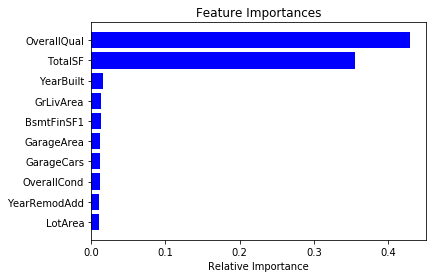 Feature Importances
OverallQual
TotalSF
YearBuilt
GrLivArea
BsmtFinSF1
GarageArea
GarageCars
OverallCond
YearRemodAdd
LotArea
0.0 0.1 0.2 0.3 0.4
Relative Importance